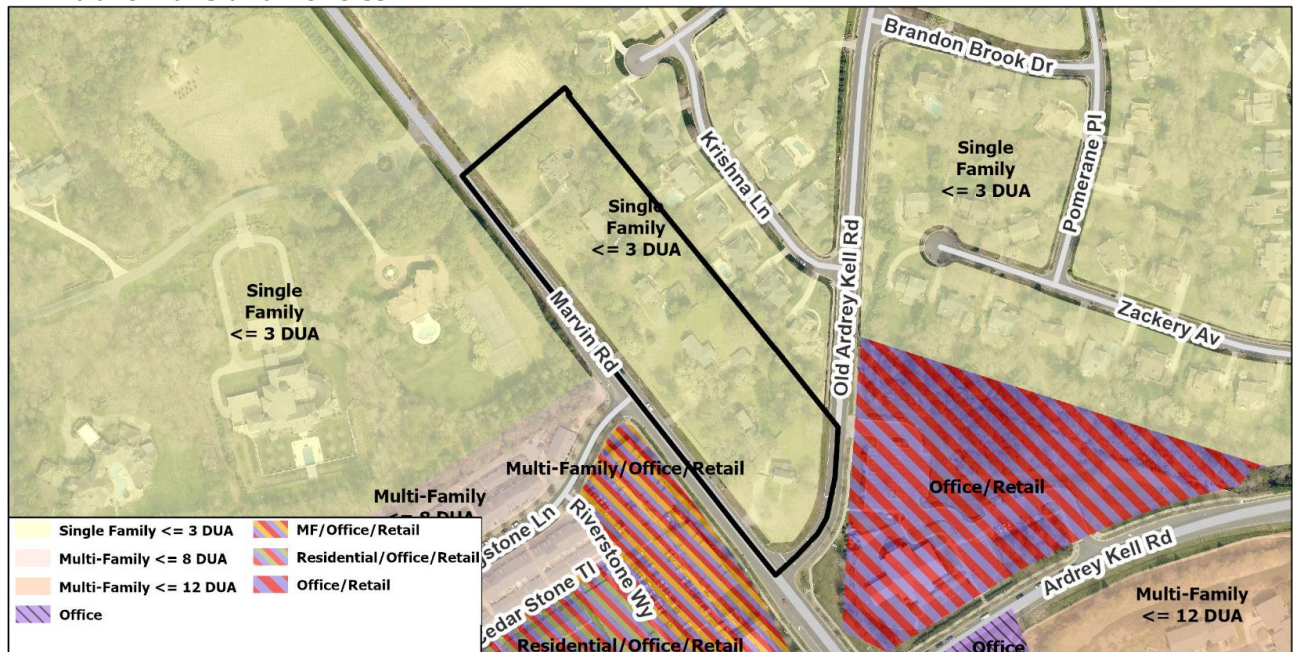 Brandon Brook Dr
Krishna Ln
Pomerane Pl
Single
Family
<= 3 DUA
Single
Family
<= 3 DUA
Old Ardrey Kell Rd
Single
Family
<= 3 DUA
Marvin Rd
Zackery Av
Multi-Family/Office/Retail
Office/Retail
Multi-Family
<= 8 DUA
Riverstone Wy
Cedar Stone Tl
Ardrey Kell Rd
Multi-Family
<= 12 DUA
Residential/Office/Retail
Office
Single Family <= 3 DUA
Multi-Family <= 8 DUA
Multi-Family <= 12 DUA
Office
MF/Office/Retail
Residential/Office/Retail
Office/Retail